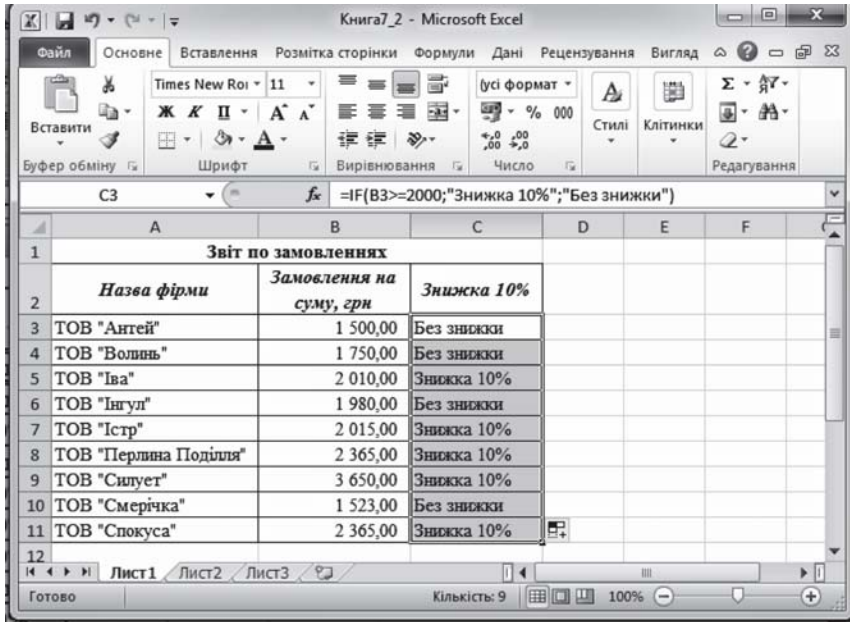 Книга7_2 - Microsoft Excel
Файл Основне Вставлення Розмітка сторінки Формули Дані Рецензування Вигляд
Вставити
Times New Roı 11
Ж К П
А А
А
(усі формат
% 000
Стилі
Клітинки
Σ
Буфер обміну Шрифт Вирівнювання Число Редагування
C3 fx =IF(B3>=2000;"Знижка 10%";"Без знижки")
A B C D E F
1 Звіт по замовленнях
2 Назва фірми Замовлення на суму, грн Знижка 10%
3 ТОВ "Антей" 1 500,00 Без знижки
4 ТОВ "Волинь" 1 750,00 Без знижки
5 ТОВ "Іва" 2 010,00 Знижка 10%
6 ТОВ "Інгул" 1 980,00 Без знижки
7 ТОВ "Істр" 2 015,00 Знижка 10%
8 ТОВ "Перлина Поділля" 2 365,00 Знижка 10%
9 ТОВ "Силует" 3 650,00 Знижка 10%
10 ТОВ "Смерічка" 1 523,00 Без знижки
11 ТОВ "Спокуса" 2 365,00 Знижка 10%
12
Лист1 Лист2 Лист3
Готово Кількість: 9 100%